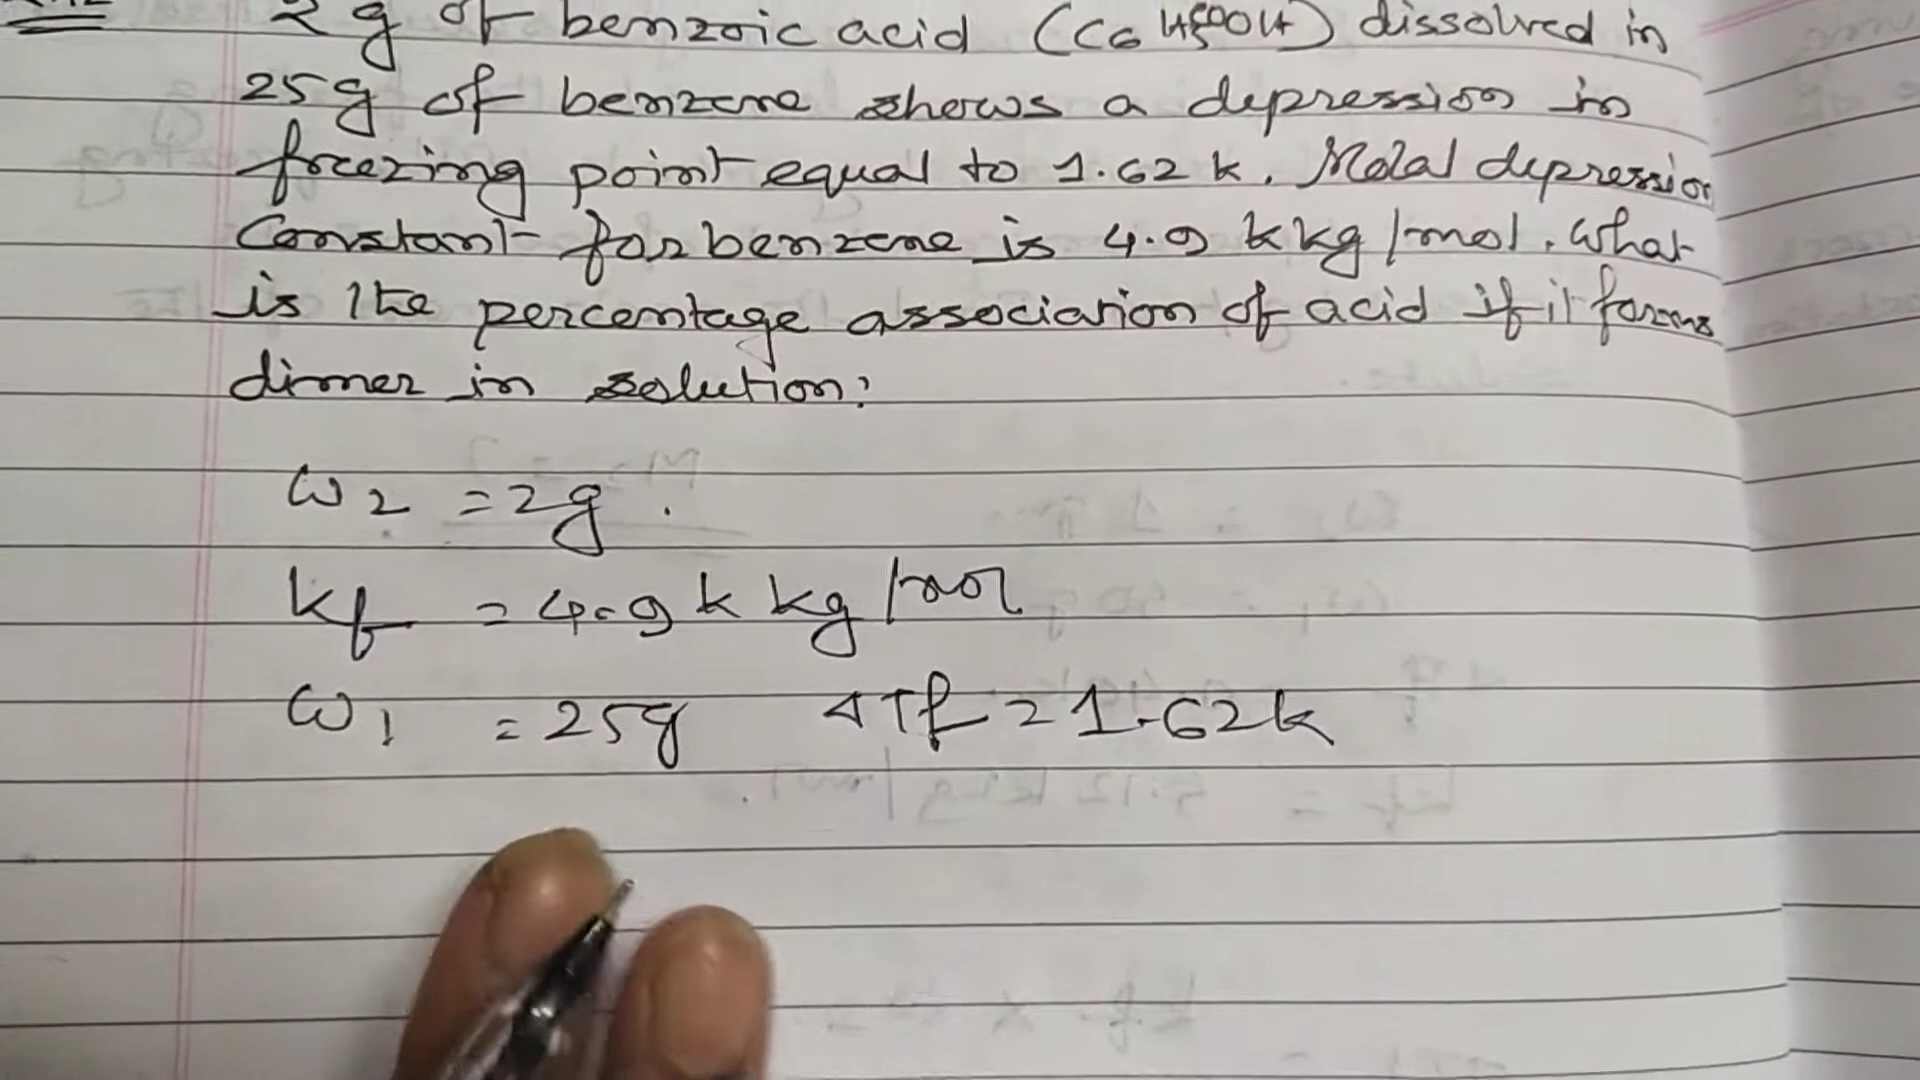 2 g of benzoic acid (C6H5COOH) dissolved in
25g of benzene shows a depression in
freezing point equal to 1.62 k. Molal depression
Constant for benzene is 4.9 k kg/mol. What
is the percentage association of acid if it forms
dimer in solution?
W2 = 2g.
kf = 4.9 k kg/mol
W1 = 25g ΔTf = 1.62k